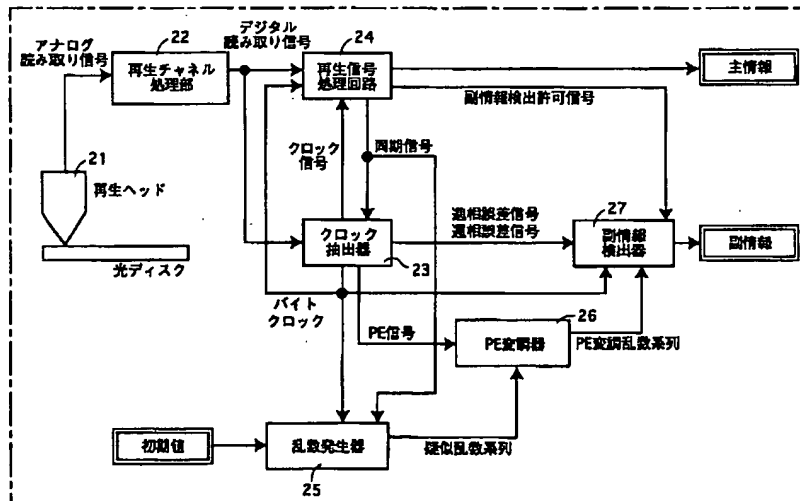 アナログ
読み取り信号
22
再生チャネル
処理部
デジタル
読み取り信号
24
再生信号
処理回路
主情報
副情報検出許可信号
クロック
信号
同期信号
21
再生ヘッド
光ディスク
クロック
抽出器
23
進相誤差信号
遅相誤差信号
27
副情報
検出器
副情報
バイト
クロック
PE信号
26
PE変調器
PE変調乱数系列
初期値
乱数発生器
25
疑似乱数系列